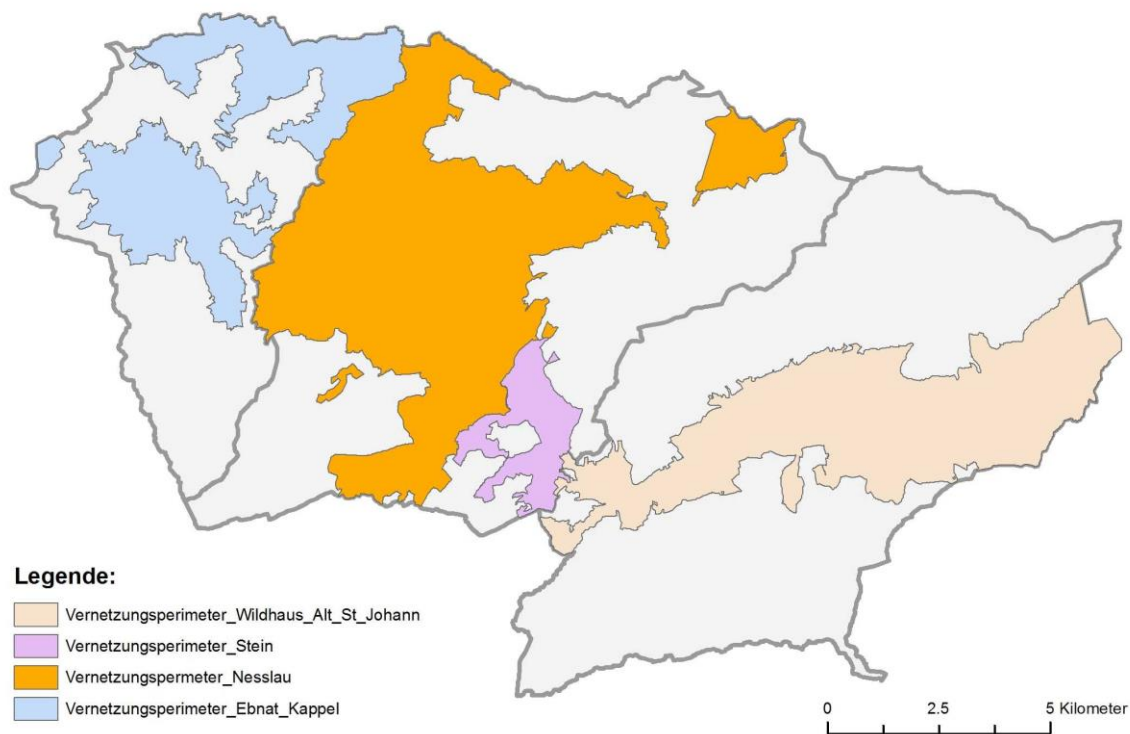 Legende:
Vernetzungsperimeter_Wildhaus_Alt_St_Johann
Vernetzungsperimeter_Stein
Vernetzungspermeter_Nesslau
Vernetzungsperimeter_Ebnat_Kappel
0 2.5 5 Kilometer